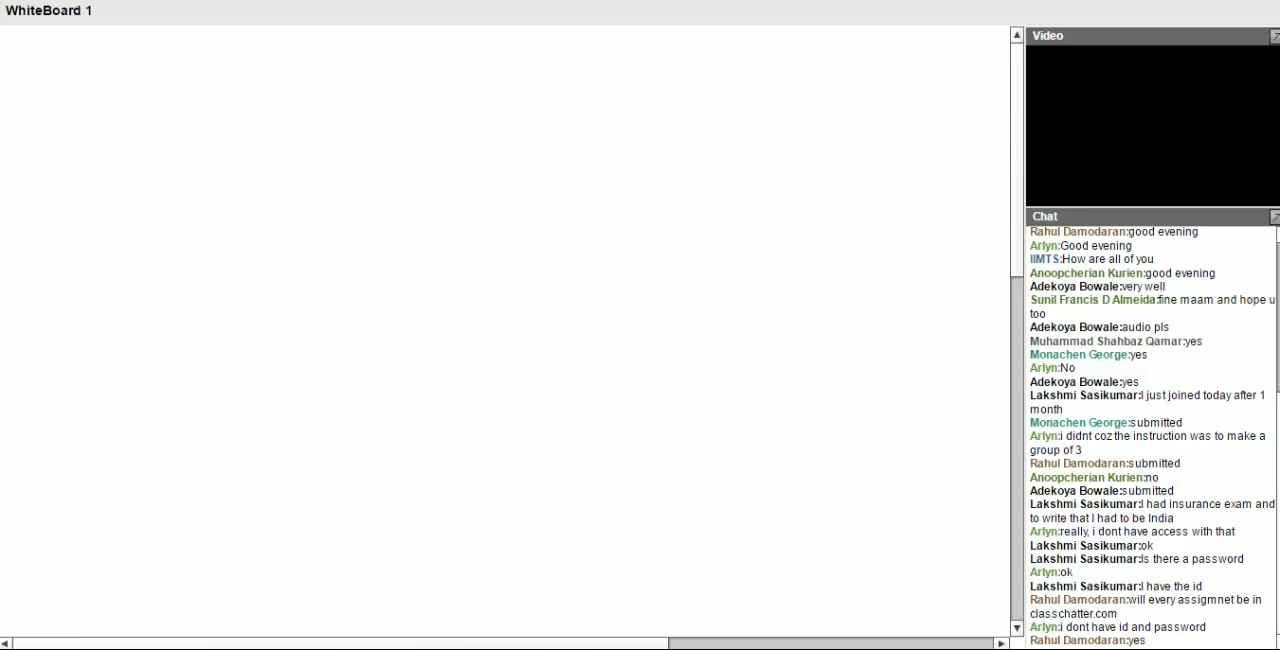 WhiteBoard 1
Video
Chat
Rahul Damodaran:good evening
Arlyn:Good evening
IIMTS:How are all of you
Anoopcherian Kurien:good evening
Adekoya Bowale:very well
Sunil Francis D Almeida:fine maam and hope u
too
Adekoya Bowale:audio pls
Muhammad Shahbaz Qamar:yes
Monachen George:yes
Arlyn:No
Adekoya Bowale:yes
Lakshmi Sasikumar:I just joined today after 1
month
Monachen George:submitted
Arlyn:i didnt coz the instruction was to make a
group of 3
Rahul Damodaran:submitted
Anoopcherian Kurien:no
Adekoya Bowale:submitted
Lakshmi Sasikumar:I had insurance exam and
to write that I had to be India
Arlyn:really, i dont have access with that
Lakshmi Sasikumar:ok
Lakshmi Sasikumar:Is there a password
Arlyn:ok
Lakshmi Sasikumar:I have the id
Rahul Damodaran:will every assigmnet be in
classchatter.com
Arlyn:i dont have id and password
Rahul Damodaran:yes